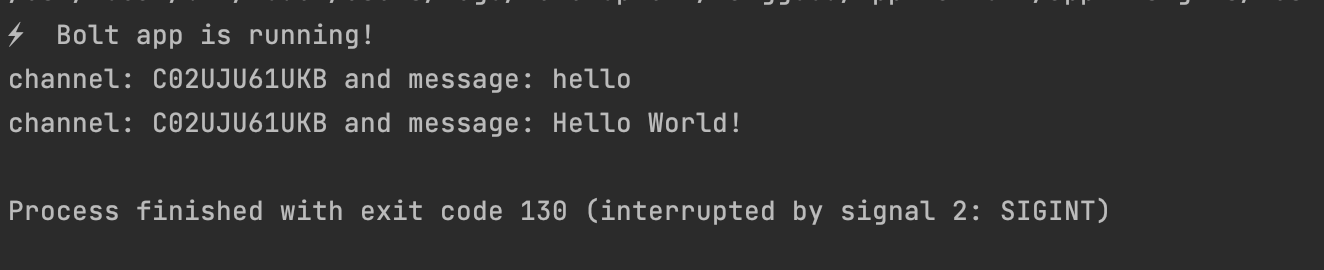 ⚡ Bolt app is running!
channel: C02UJU61UKB and message: hello
channel: C02UJU61UKB and message: Hello World!
Process finished with exit code 130 (interrupted by signal 2: SIGINT)